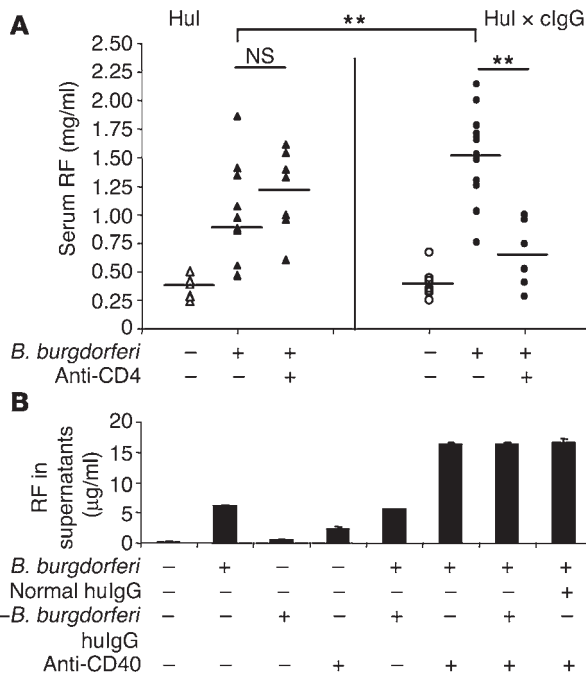 A
HuI
HuI × cIgG
**
NS
**
Serum RF (mg/ml)
2.50
2.25
2.00
1.75
1.50
1.25
1.00
0.75
0.50
0.25
0
B. burgdorferi – + + – + +
Anti-CD4 – – + – – +
B
RF in
supernatants
(μg/ml)
20
15
10
5
0
B. burgdorferi – + – – + + + +
Normal huIgG – – – – – – – +
–B. burgdorferi – – + – + – + –
huIgG
Anti-CD40 – – – + – + + +